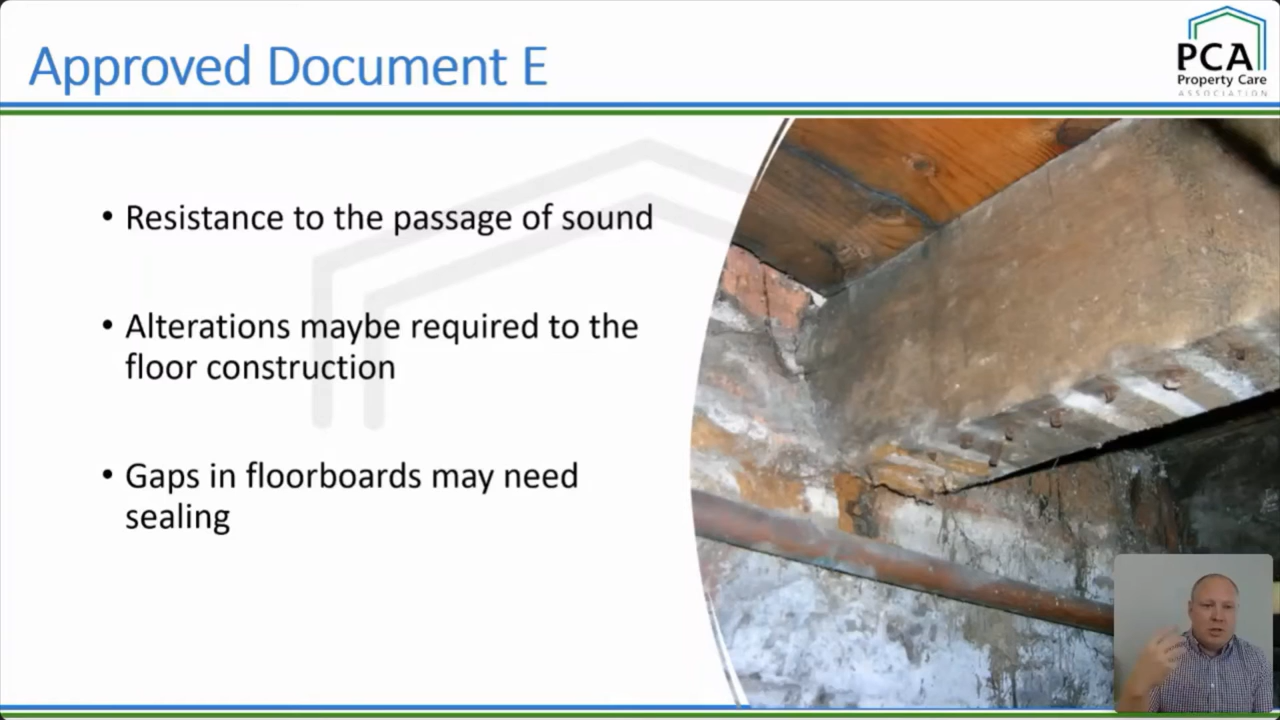 Approved Document E
PCA
Property Care
ASSOCIATION
• Resistance to the passage of sound
• Alterations maybe required to the
floor construction
• Gaps in floorboards may need
sealing